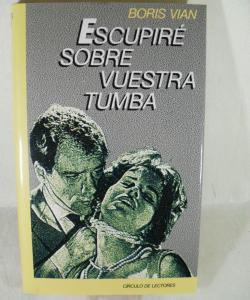 BORIS VIAN
ESCUPIRÉ
SOBRE
VUESTRA
TUMBA
CÍRCULO DE LECTORES